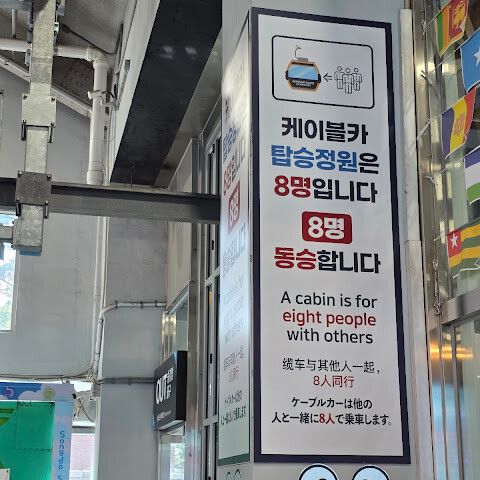 케이블카
탑승정원은
8명입니다
8명
동승합니다
A cabin is for
eight people
with others
缆车与其他人一起，
8人同行
ケーブルカーは他の
人と一緒に8人で乗車します。
OUT
Songdo